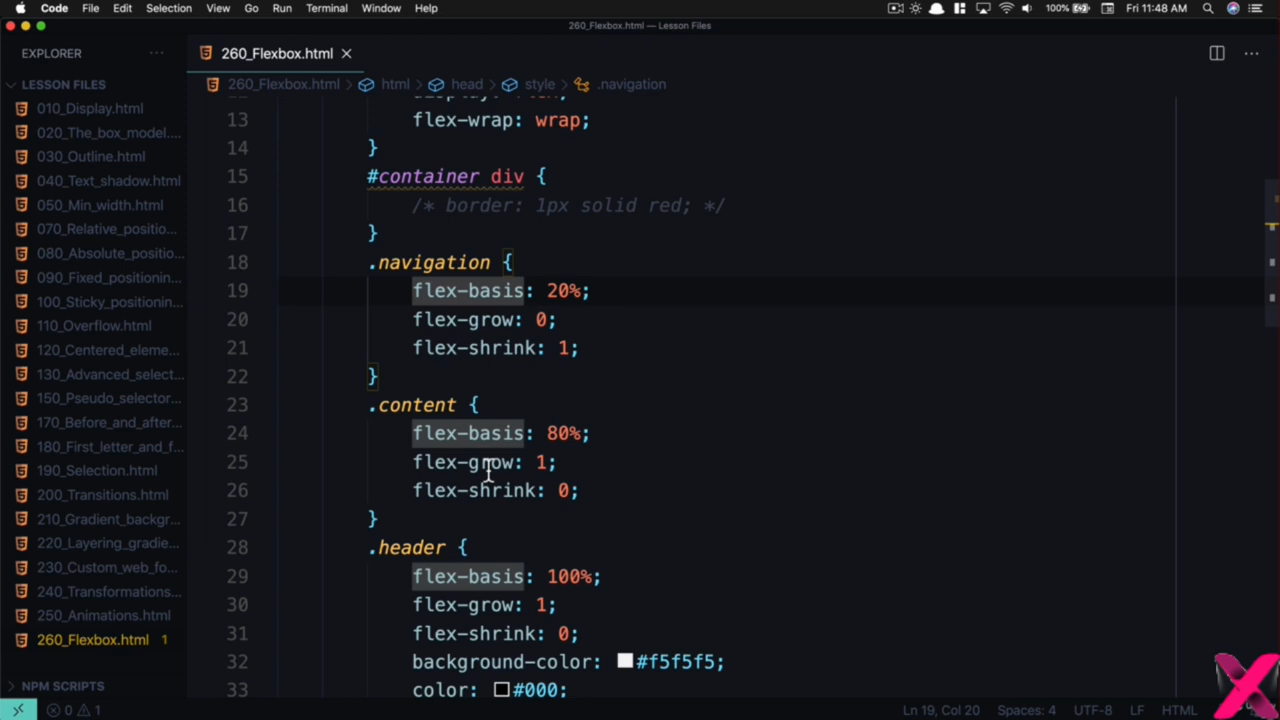 Code File Edit Selection View Go Run Terminal Window Help 100% Fri 11:48 AM
260_Flexbox.html — Lesson Files
EXPLORER
260_Flexbox.html
LESSON FILES
260_Flexbox.html > html > head > style > .navigation
010_Display.html
020_The_box_model....
030_Outline.html
040_Text_shadow.html
050_Min_width.html
070_Relative_positio...
080_Absolute_positio...
090_Fixed_positionin...
100_Sticky_positionin...
110_Overflow.html
120_Centered_eleme...
130_Advanced_select...
150_Pseudo_selector...
170_Before_and_after...
180_First_letter_and_f...
190_Selection.html
200_Transitions.html
210_Gradient_backgr...
220_Layering_gradie...
230_Custom_web_fo...
240_Transformations...
250_Animations.html
260_Flexbox.html 1
NPM SCRIPTS
13 flex-wrap: wrap;
14 }
15 #container div {
16 /* border: 1px solid red; */
17 }
18 .navigation {
19 flex-basis: 20%;
20 flex-grow: 0;
21 flex-shrink: 1;
22 }
23 .content {
24 flex-basis: 80%;
25 flex-grow: 1;
26 flex-shrink: 0;
27 }
28 .header {
29 flex-basis: 100%;
30 flex-grow: 1;
31 flex-shrink: 0;
32 background-color: #f5f5f5;
33 color: #000;
0 1 Ln 19, Col 20 Spaces: 4 UTF-8 LF HTML